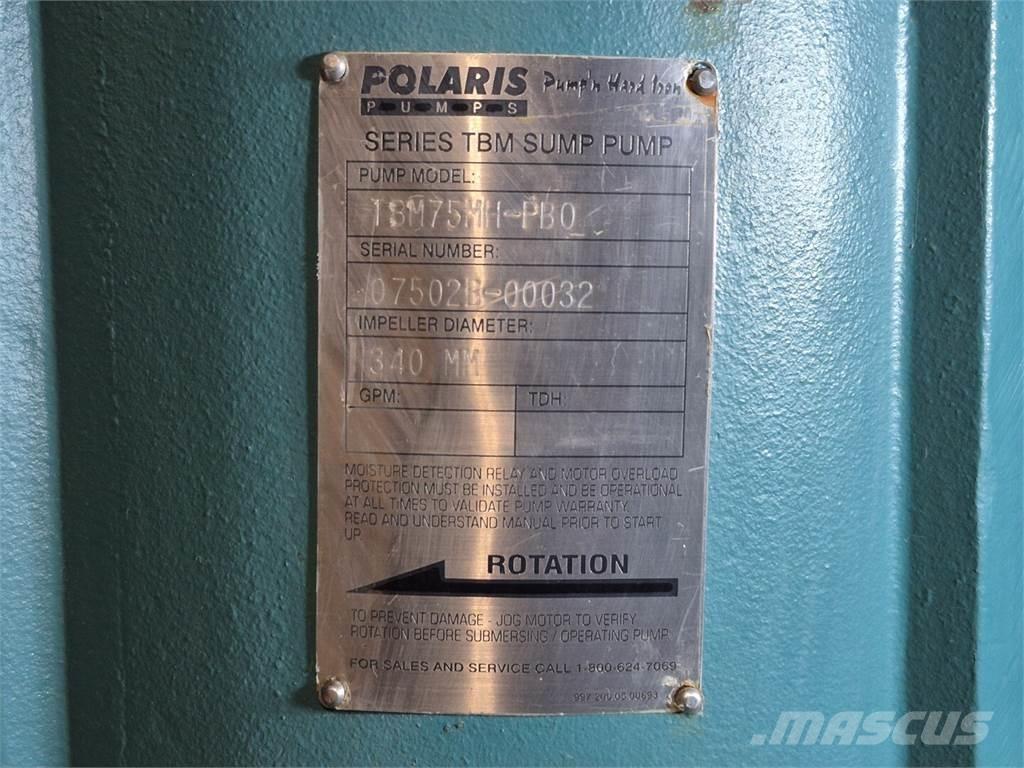 POLARIS Pump'n Hard Iron
PUMPS
SERIES TBM SUMP PUMP
PUMP MODEL:
TBM75MH-PBO
SERIAL NUMBER:
07502B-00032
IMPELLER DIAMETER:
340 MM
GPM: TDH:
MOISTURE DETECTION RELAY AND MOTOR OVERLOAD
PROTECTION MUST BE INSTALLED AND BE OPERATIONAL
AT ALL TIMES TO VALIDATE PUMP WARRANTY.
READ AND UNDERSTAND MANUAL PRIOR TO START
UP.
ROTATION
TO PREVENT DAMAGE - JOG MOTOR TO VERIFY
ROTATION BEFORE SUBMERSING / OPERATING PUMP.
FOR SALES AND SERVICE CALL 1-800-624-7069
MASCUS